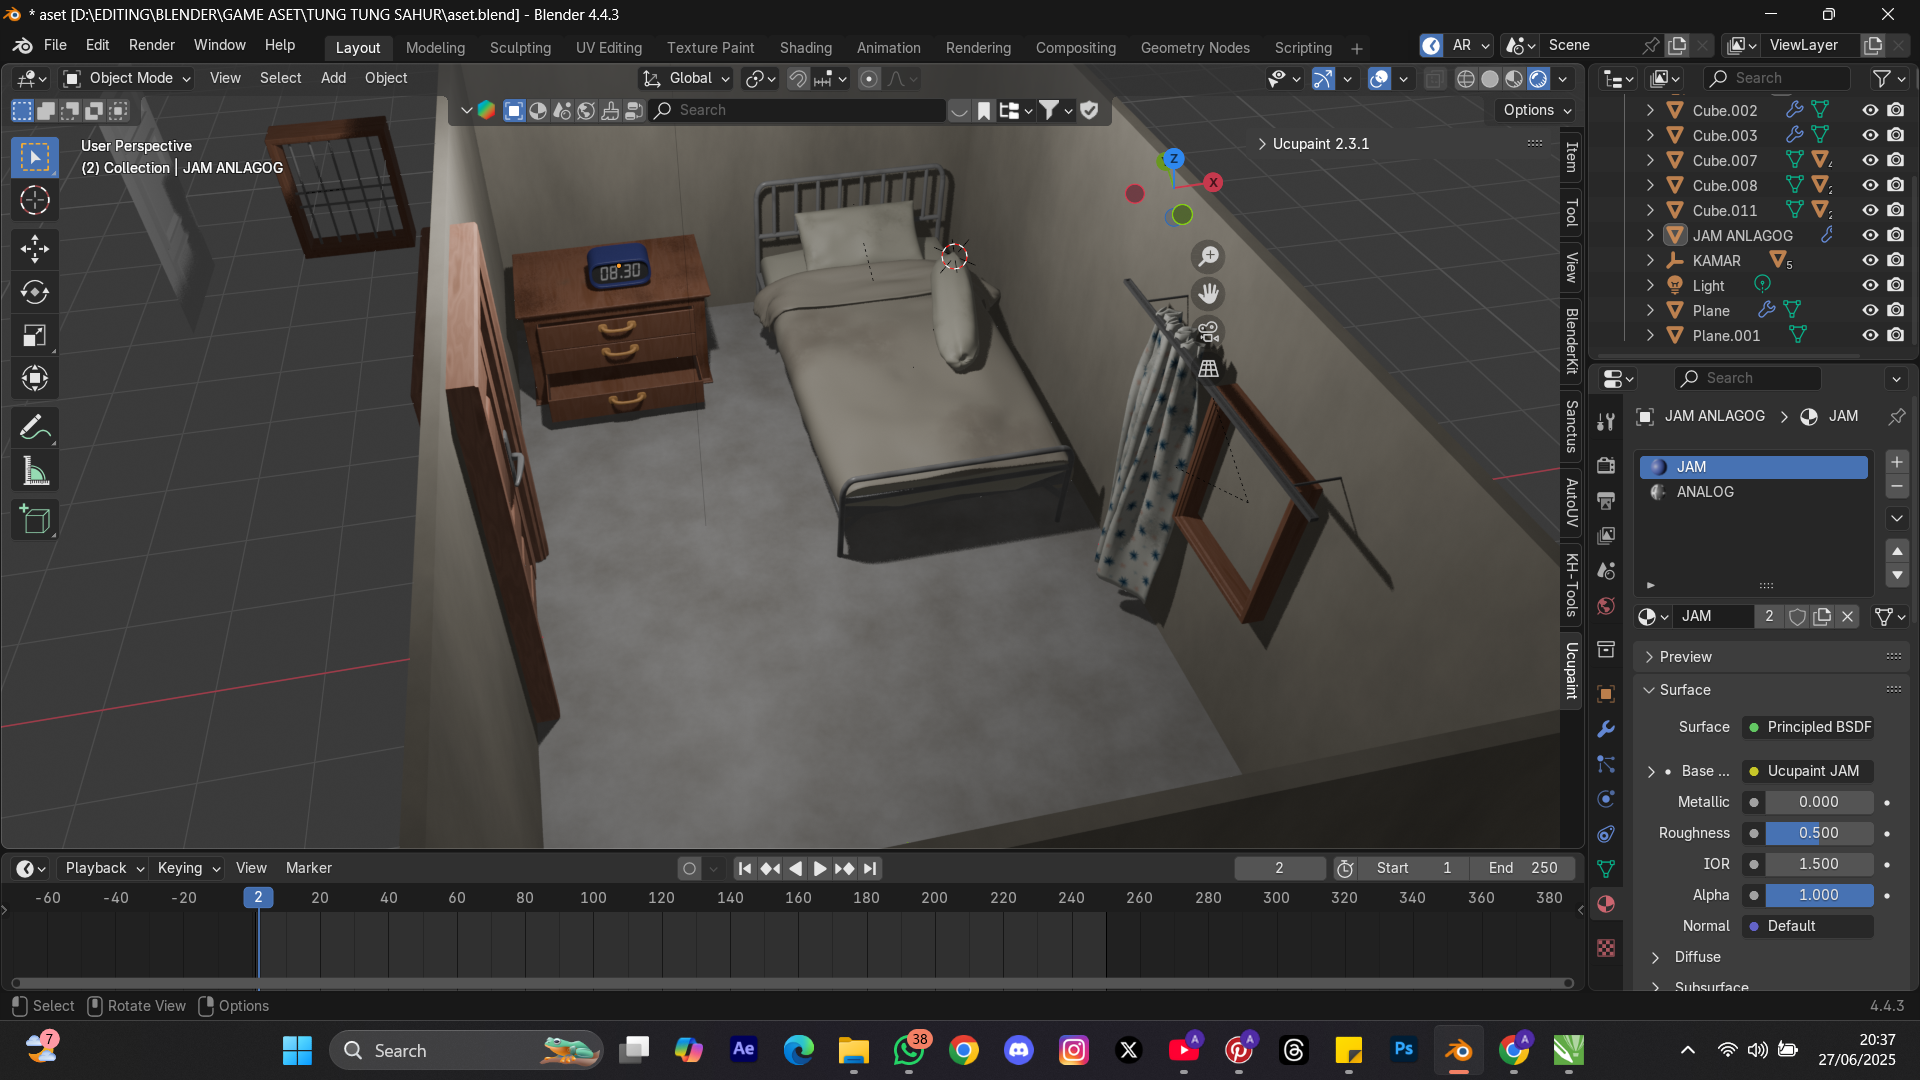 * aset [D:\EDITING\BLENDER\GAME ASET\TUNG TUNG SAHUR\aset.blend] - Blender 4.4.3
File Edit Render Window Help Layout Modeling Sculpting UV Editing Texture Paint Shading Animation Rendering Compositing Geometry Nodes Scripting + AR Scene ViewLayer
Object Mode View Select Add Object Global Search
Search Options
User Perspective
(2) Collection | JAM ANLAGOG
Ucupaint 2.3.1
Z
X
08.30
Item
Tool
View
BlenderKit
Sanctus
AutoUV
KH-Tools
Ucupaint
Cube.002
Cube.003
Cube.007
Cube.008 2
Cube.011 2
JAM ANLAGOG
KAMAR 5
Light
Plane
Plane.001
Search
JAM ANLAGOG > JAM
JAM
ANALOG
JAM 2
Preview
Surface
Surface Principled BSDF
Base ... Ucupaint JAM
Metallic 0.000
Roughness 0.500
IOR 1.500
Alpha 1.000
Normal Default
Diffuse
Subsurface
Playback Keying View Marker 2 Start 1 End 250
-60 -40 -20 2 20 40 60 80 100 120 140 160 180 200 220 240 260 280 300 320 340 360 380
Select Rotate View Options 4.4.3
7 Search Ae 38 A A Ps A
20:37
27/06/2025